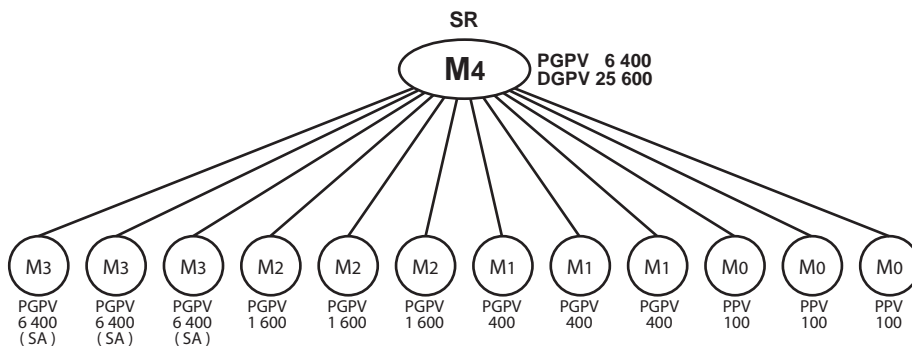 SR
M4
PGPV 6 400
DGPV 25 600
M3 M3 M3 M2 M2 M2 M1 M1 M1 M0 M0 M0
PGPV PGPV PGPV PGPV PGPV PGPV PGPV PGPV PGPV PPV PPV PPV
6 400 6 400 6 400 1 600 1 600 1 600 400 400 400 100 100 100
( SA ) ( SA ) ( SA )